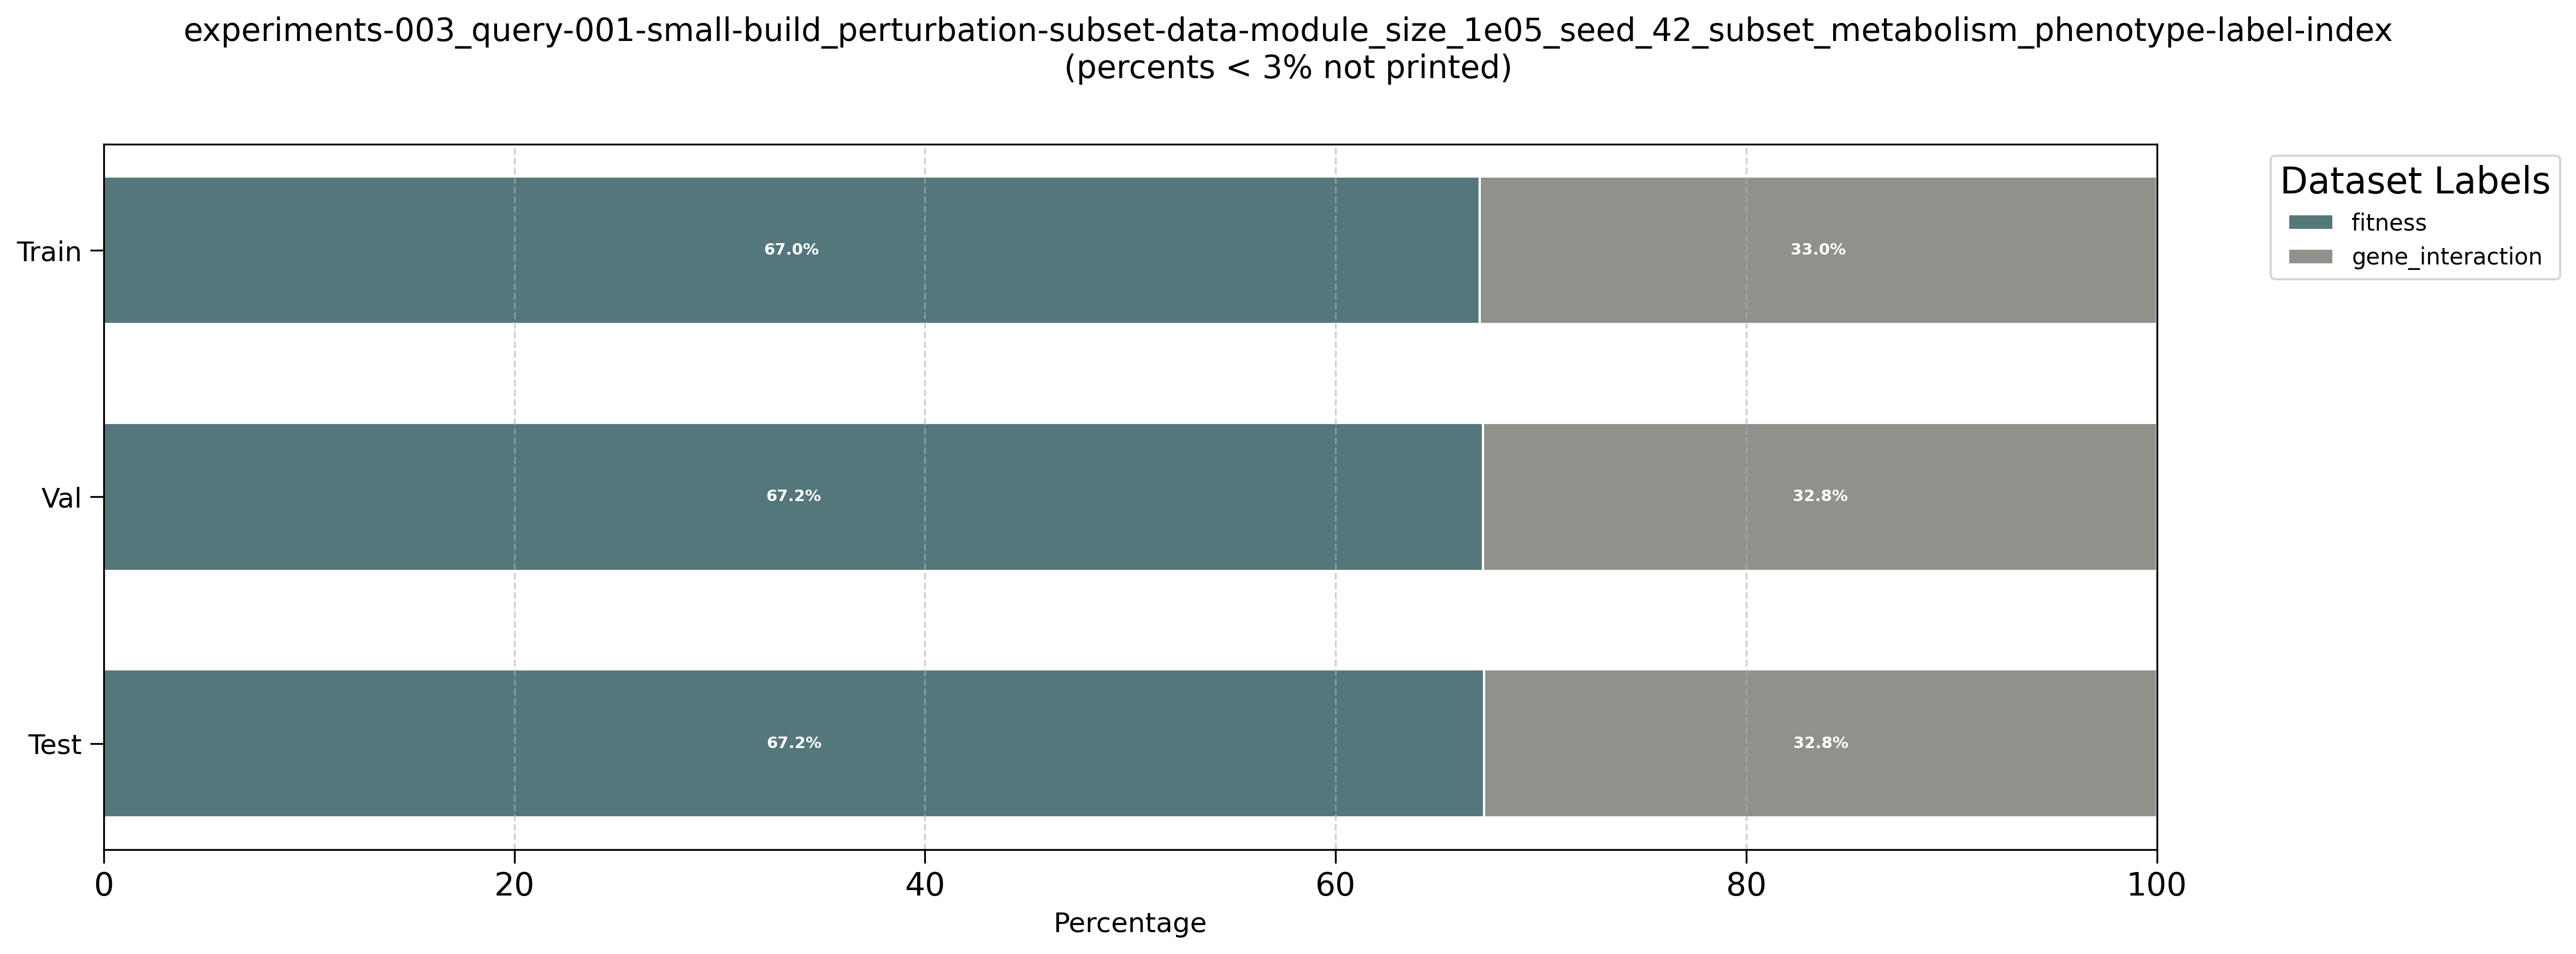 experiments-003_query-001-small-build_perturbation-subset-data-module_size_1e05_seed_42_subset_metabolism_phenotype-label-index
(percents < 3% not printed)
Dataset Labels
fitness
gene_interaction
Train
67.0%
33.0%
Val
67.2%
32.8%
Test
67.2%
32.8%
0
20
40
60
80
100
Percentage